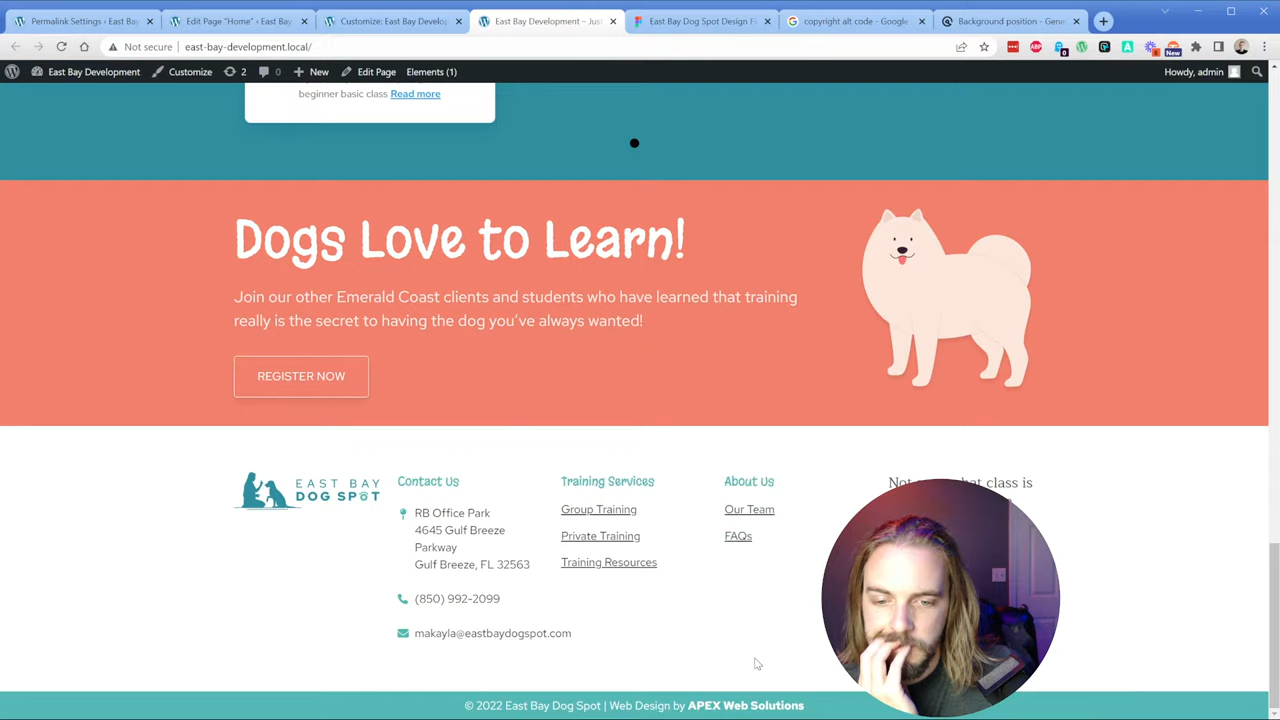 Permalink Settings ‹ East Bay
Edit Page "Home" ‹ East Bay
Customize: East Bay Develop
East Bay Development – Jus
East Bay Dog Spot Design F
copyright alt code - Google
Background position - Gene
Not secure
east-bay-development.local/
New
East Bay Development
Customize
2
0
New
Edit Page
Elements (1)
Howdy, admin
beginner basic class Read more
Dogs Love to Learn!
Join our other Emerald Coast clients and students who have learned that training
really is the secret to having the dog you've always wanted!
REGISTER NOW
EAST BAY
DOG SPOT
Contact Us
RB Office Park
4645 Gulf Breeze
Parkway
Gulf Breeze, FL 32563
(850) 992-2099
makayla@eastbaydogspot.com
Training Services
Group Training
Private Training
Training Resources
About Us
Our Team
FAQs
Not what class is
© 2022 East Bay Dog Spot | Web Design by APEX Web Solutions